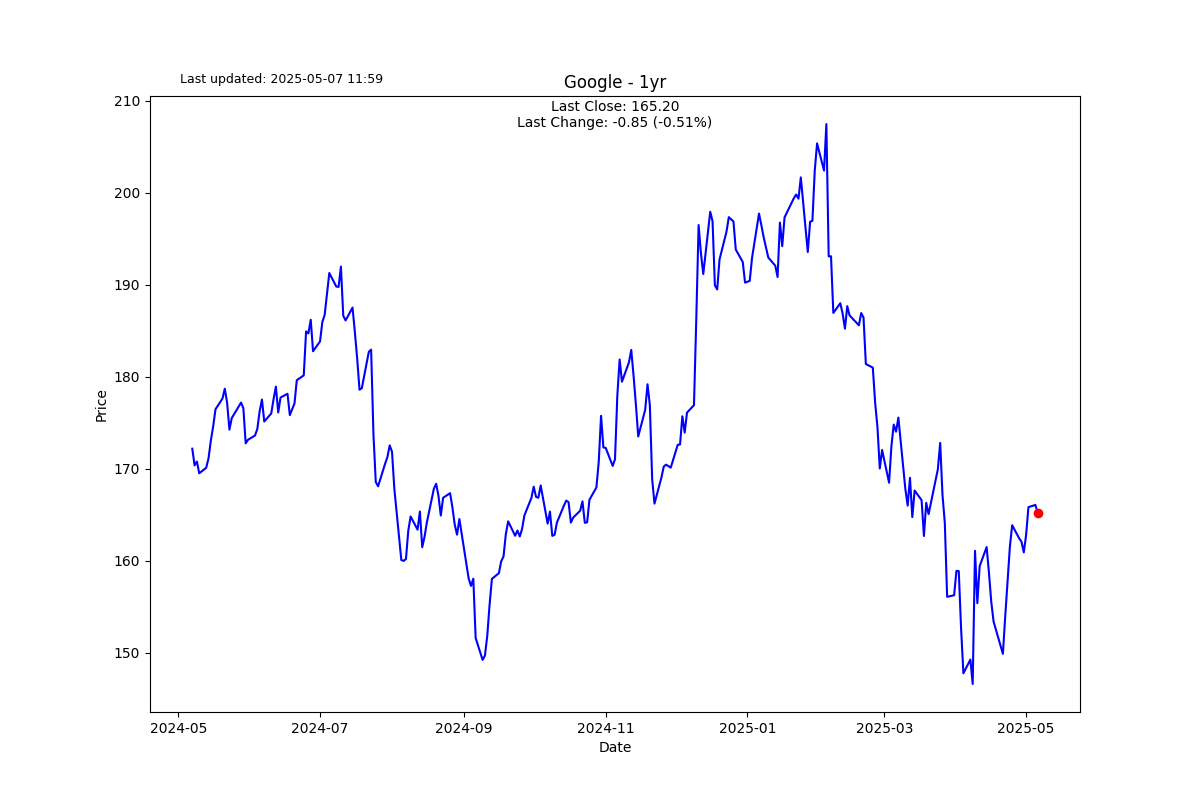 Last updated: 2025-05-07 11:59
Google - 1yr
Last Close: 165.20
Last Change: -0.85 (-0.51%)
210
200
190
180
170
160
150
Price
2024-05
2024-07
2024-09
2024-11
2025-01
2025-03
2025-05
Date